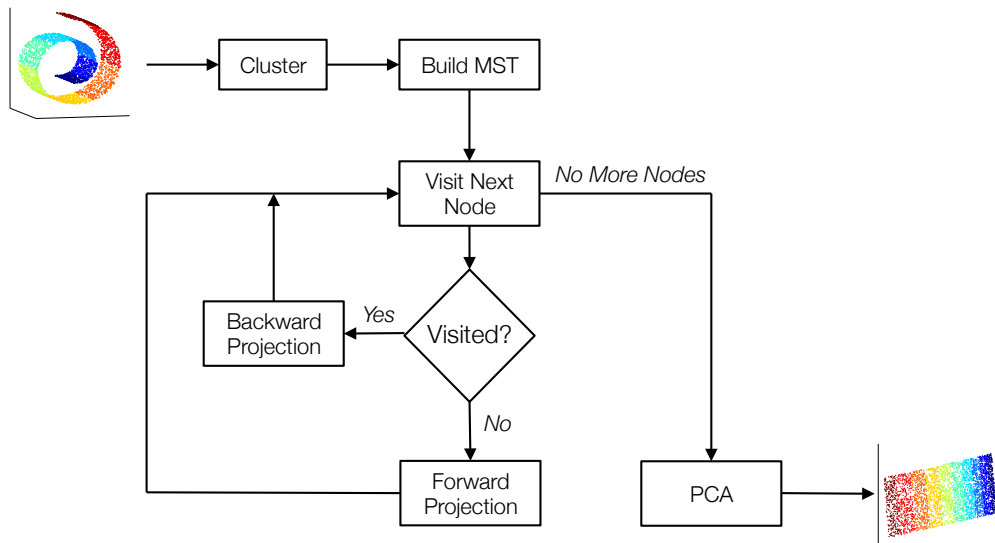 Cluster
Build MST
Visit Next
Node
No More Nodes
Backward
Projection
Yes
Visited?
No
Forward
Projection
PCA